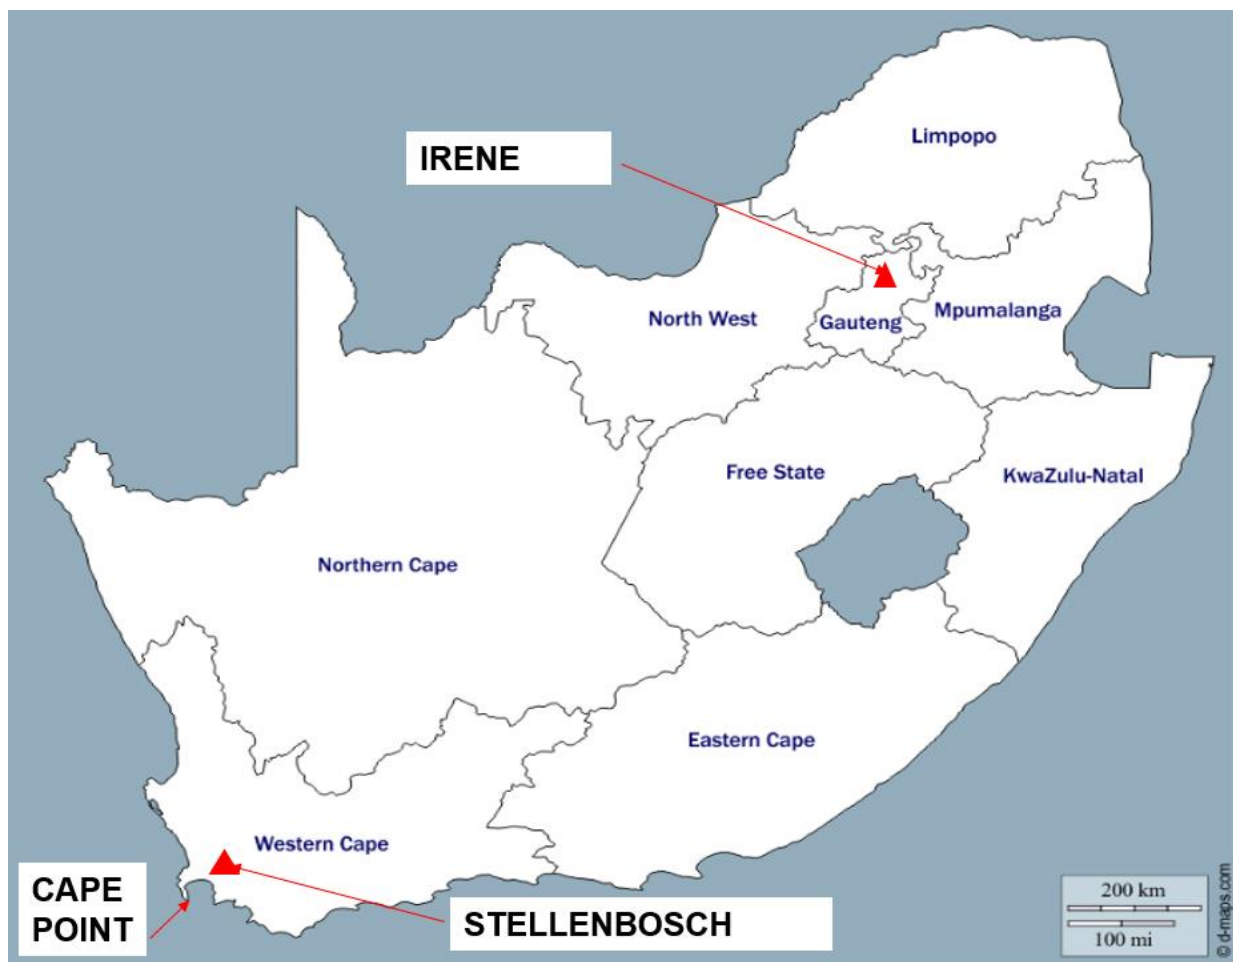 Limpopo
IRENE
North West
Gauteng
Mpumalanga
Free State
KwaZulu-Natal
Northern Cape
Eastern Cape
Western Cape
CAPE
POINT
STELLENBOSCH
200 km
100 mi
© d-maps.com